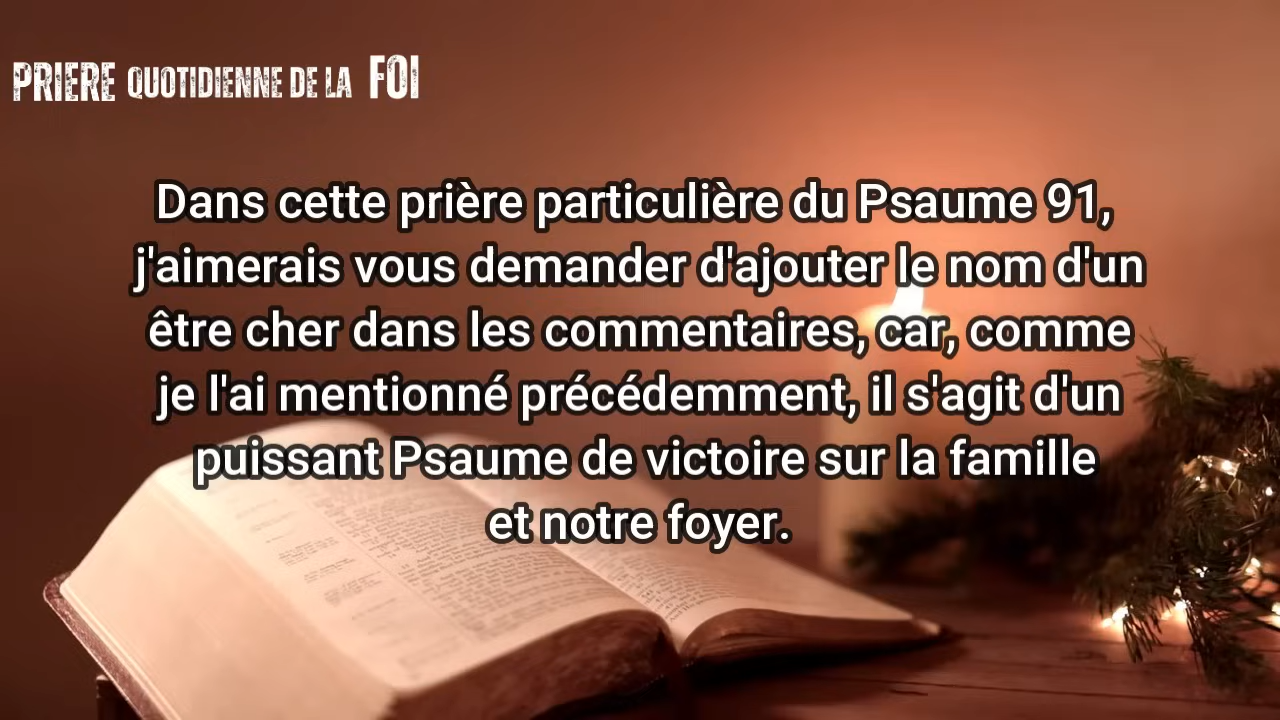 PRIERE QUOTIDIENNE DE LA FOI
Dans cette prière particulière du Psaume 91,
j'aimerais vous demander d'ajouter le nom d'un
être cher dans les commentaires, car, comme
je l'ai mentionné précédemment, il s'agit d'un
puissant Psaume de victoire sur la famille
et notre foyer.